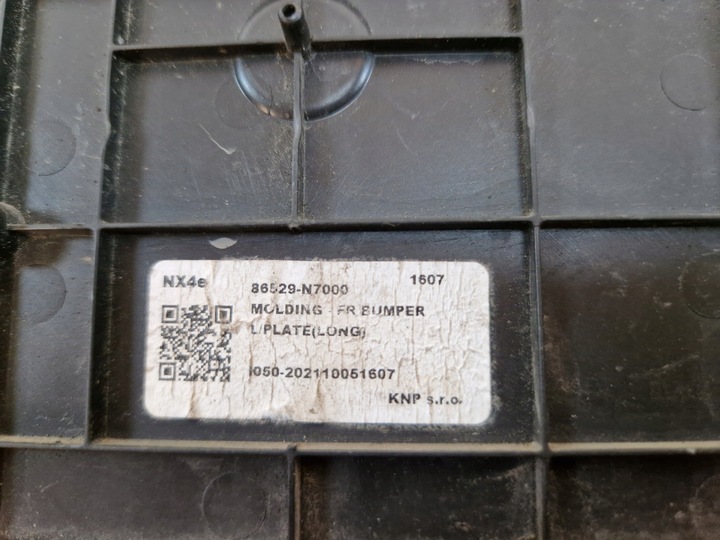 NX4e 86529-N7000 1607
MOLDING - FR BUMPER
L/PLATE(LONG)
I050-202110051607
KNP s.r.o.